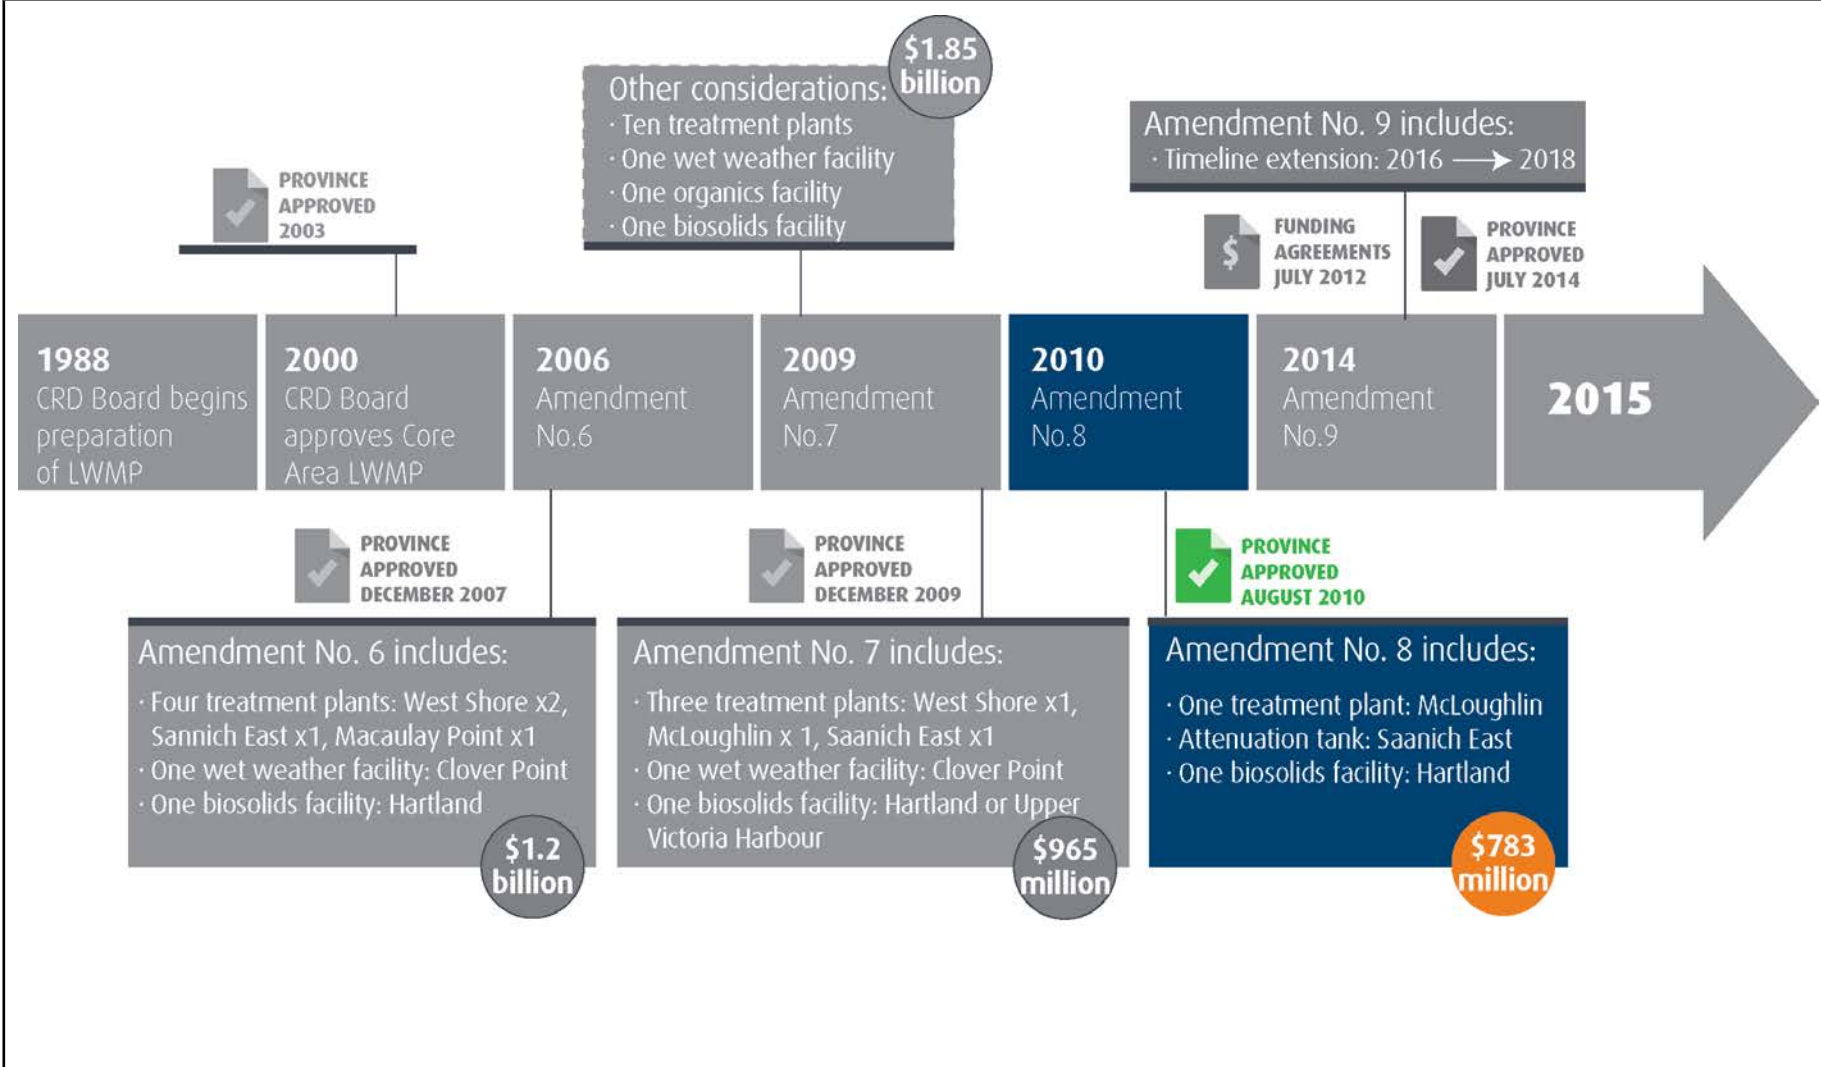 $1.85
billion
Other considerations:
· Ten treatment plants
· One wet weather facility
· One organics facility
· One biosolids facility
Amendment No. 9 includes:
· Timeline extension: 2016 → 2018
PROVINCE
APPROVED
2003
$
FUNDING
AGREEMENTS
JULY 2012
PROVINCE
APPROVED
JULY 2014
1988
CRD Board begins
preparation
of LWMP
2000
CRD Board
approves Core
Area LWMP
2006
Amendment
No.6
2009
Amendment
No.7
2010
Amendment
No.8
2014
Amendment
No.9
2015
PROVINCE
APPROVED
DECEMBER 2007
PROVINCE
APPROVED
DECEMBER 2009
PROVINCE
APPROVED
AUGUST 2010
Amendment No. 6 includes:
· Four treatment plants: West Shore x2,
Sannich East x1, Macaulay Point x1
· One wet weather facility: Clover Point
· One biosolids facility: Hartland
$1.2
billion
Amendment No. 7 includes:
· Three treatment plants: West Shore x1,
McLoughlin x 1, Saanich East x1
· One wet weather facility: Clover Point
· One biosolids facility: Hartland or Upper
Victoria Harbour
$965
million
Amendment No. 8 includes:
· One treatment plant: McLoughlin
· Attenuation tank: Saanich East
· One biosolids facility: Hartland
$783
million